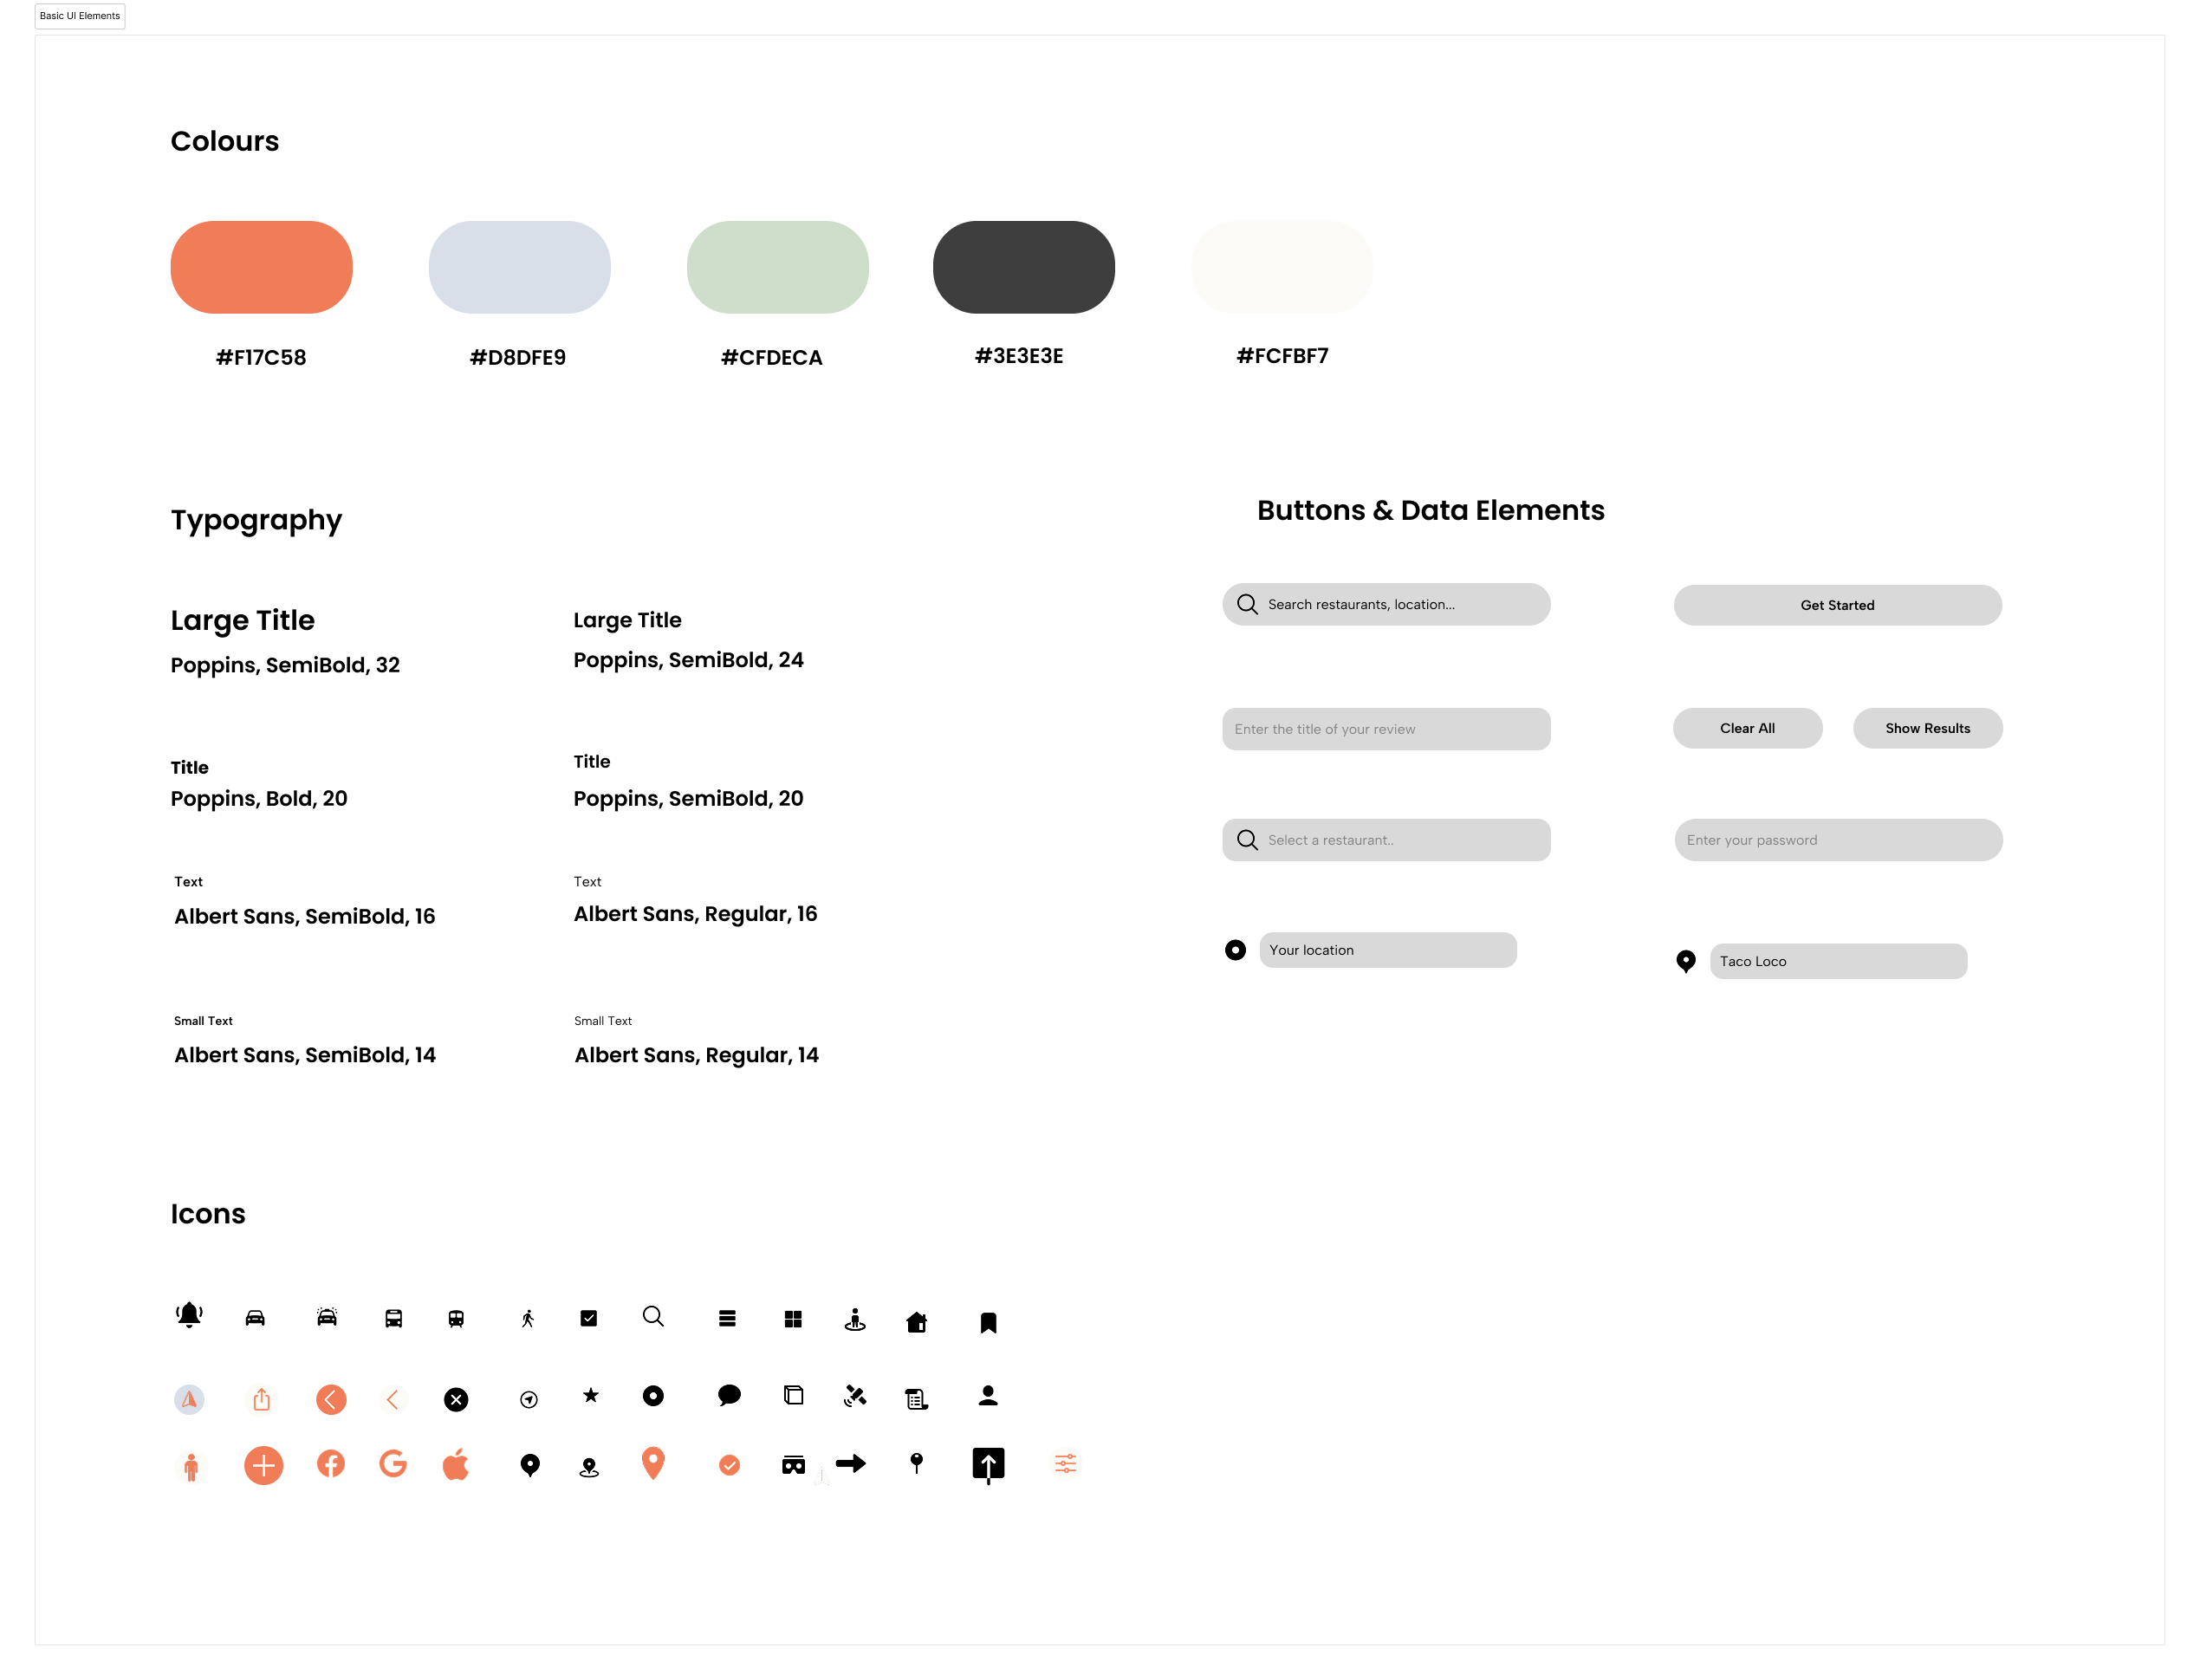 Basic UI Elements
Colours
#F17C58
#D8DFE9
#CFDECA
#3E3E3E
#FCFBF7
Typography
Large Title
Poppins, SemiBold, 32
Large Title
Poppins, SemiBold, 24
Title
Poppins, Bold, 20
Title
Poppins, SemiBold, 20
Text
Albert Sans, SemiBold, 16
Text
Albert Sans, Regular, 16
Small Text
Albert Sans, SemiBold, 14
Small Text
Albert Sans, Regular, 14
Buttons & Data Elements
Search restaurants, location...
Get Started
Enter the title of your review
Clear All
Show Results
Select a restaurant..
Enter your password
Your location
Taco Loco
Icons